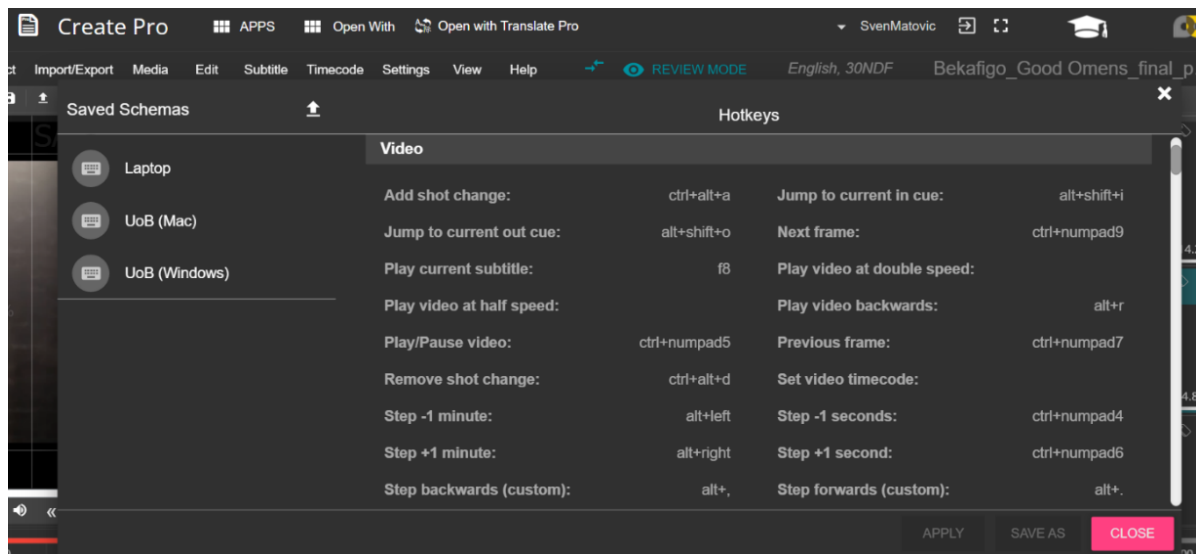 Create Pro APPS Open With Open with Translate Pro SvenMatovic
ct Import/Export Media Edit Subtitle Timecode Settings View Help REVIEW MODE English, 30NDF Bekafigo_Good Omens_final_p
Saved Schemas
Laptop
UoB (Mac)
UoB (Windows)
Hotkeys
Video
Add shot change: ctrl+alt+a Jump to current in cue: alt+shift+i
Jump to current out cue: alt+shift+o Next frame: ctrl+numpad9
Play current subtitle: f8 Play video at double speed:
Play video at half speed: Play video backwards: alt+r
Play/Pause video: ctrl+numpad5 Previous frame: ctrl+numpad7
Remove shot change: ctrl+alt+d Set video timecode:
Step -1 minute: alt+left Step -1 seconds: ctrl+numpad4
Step +1 minute: alt+right Step +1 second: ctrl+numpad6
Step backwards (custom): alt+, Step forwards (custom): alt+.
APPLY SAVE AS CLOSE